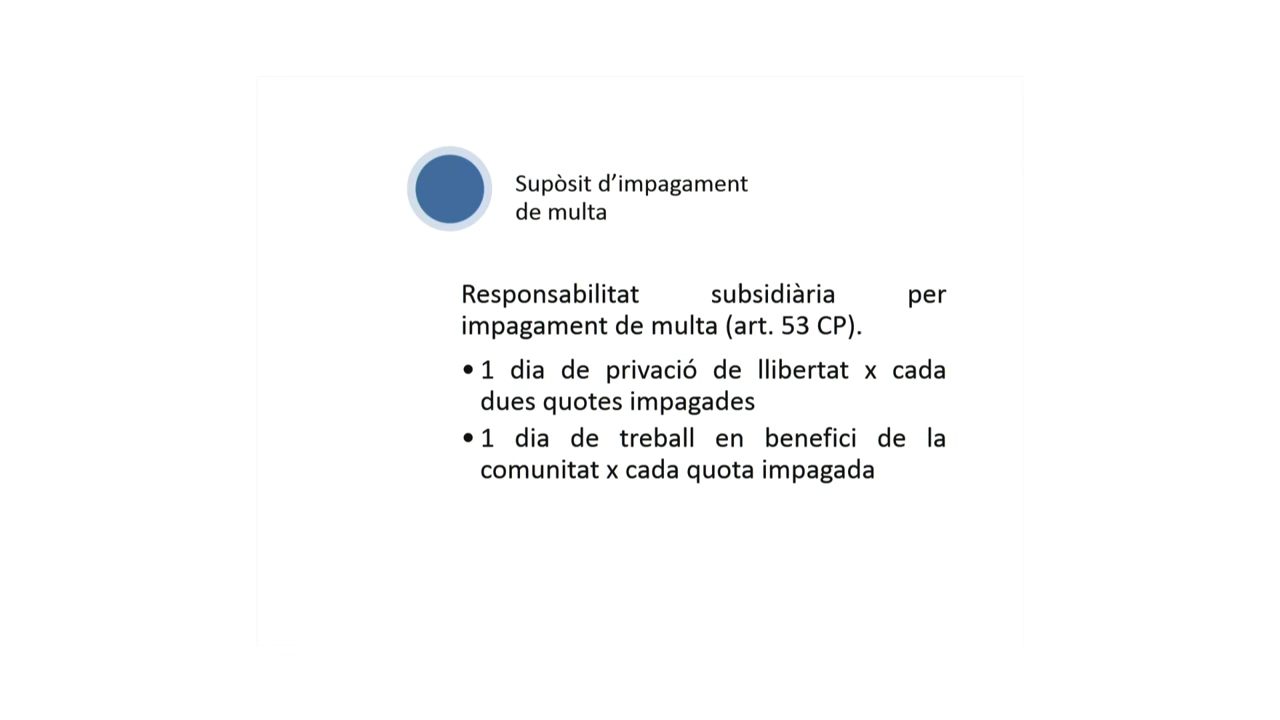 Supòsit d’impagament
de multa
Responsabilitat subsidiària per
impagament de multa (art. 53 CP).
• 1 dia de privació de llibertat x cada
dues quotes impagades
• 1 dia de treball en benefici de la
comunitat x cada quota impagada